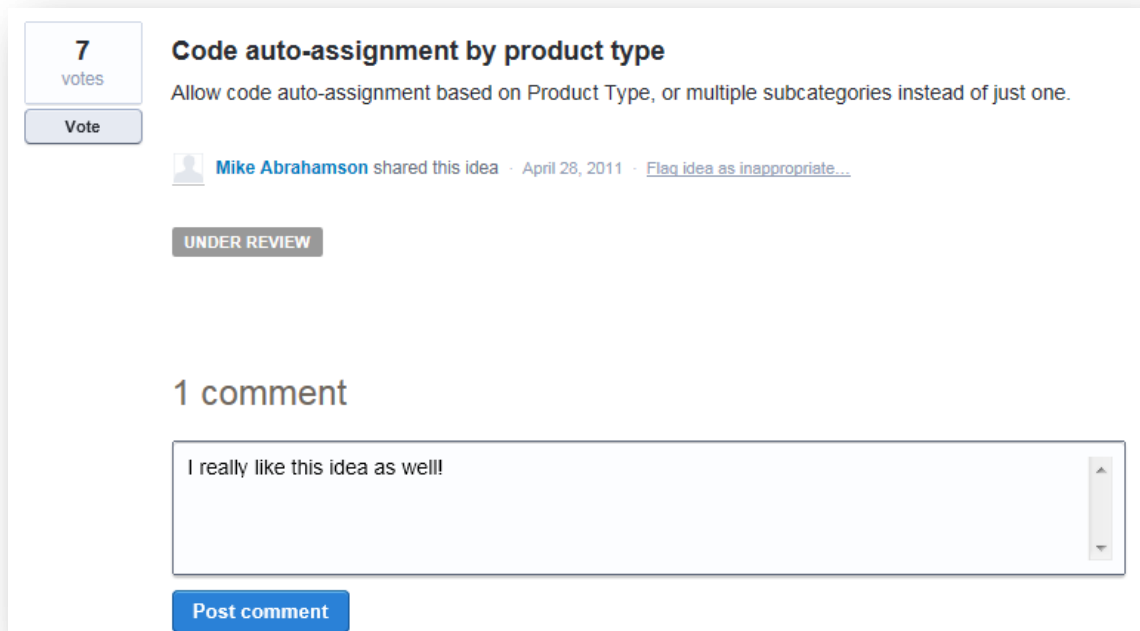 7
votes
Vote
Code auto-assignment by product type
Allow code auto-assignment based on Product Type, or multiple subcategories instead of just one.
Mike Abrahamson shared this idea · April 28, 2011 · Flag idea as inappropriate...
UNDER REVIEW
1 comment
I really like this idea as well!
Post comment